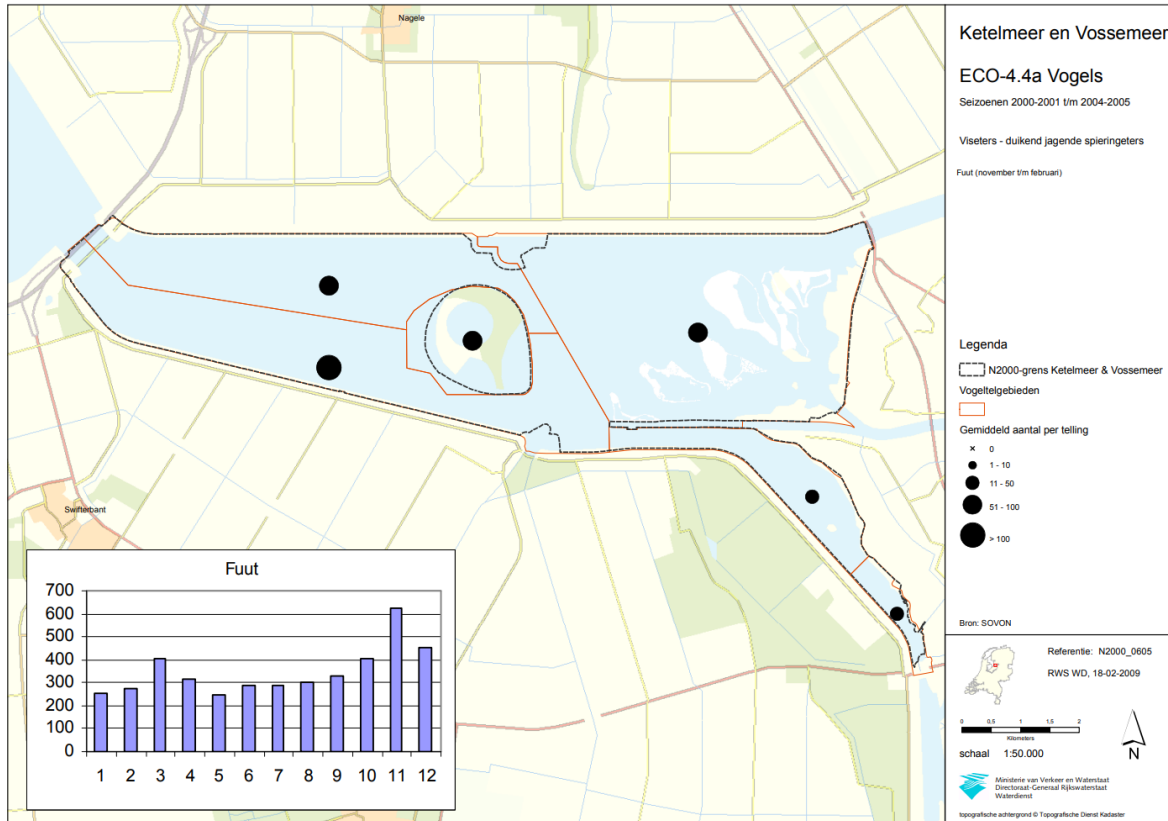 Nagele
Swifterbant
Fuut
700
600
500
400
300
200
100
0
1 2 3 4 5 6 7 8 9 10 11 12
Ketelmeer en Vossemeer
ECO-4.4a Vogels
Seizoenen 2000-2001 t/m 2004-2005
Viseters - duikend jagende spieringeters
Fuut (november t/m februari)
Legenda
N2000-grens Ketelmeer & Vossemeer
Vogeltelgebieden
Gemiddeld aantal per telling
0
1 - 10
11 - 50
51 - 100
> 100
Bron: SOVON
Referentie: N2000_0605
RWS WD, 18-02-2009
0 0,5 1 1,5 2
Kilometers
schaal 1:50.000
N
Ministerie van Verkeer en Waterstaat
Directoraat-Generaal Rijkswaterstaat
Waterdienst
topografische achtergrond © Topografische Dienst Kadaster